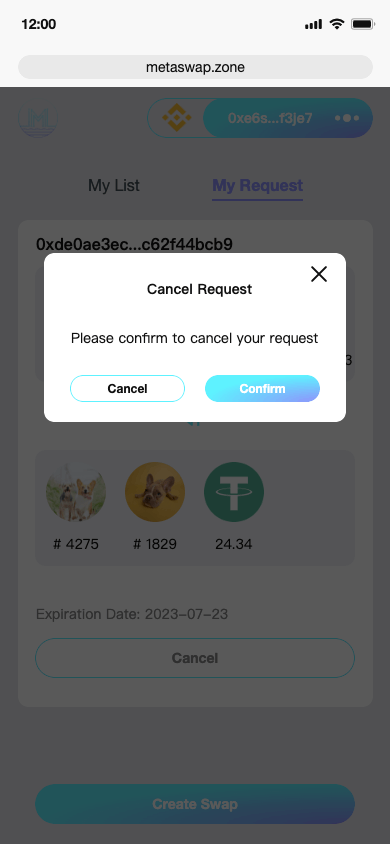 12:00
metaswap.zone
0xe6s...f3je7
My List
My Request
0xde0ae3ec...c62f44bcb9
Cancel Request
Please confirm to cancel your request
3
Cancel
Confirm
# 4275
# 1829
24.34
Expiration Date: 2023-07-23
Cancel
Create Swap